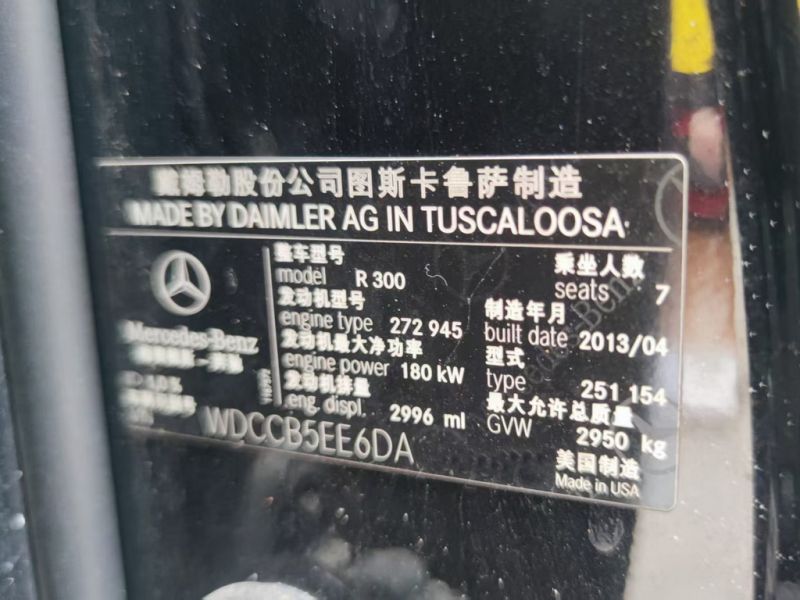 戴姆勒股份公司图斯卡鲁萨制造
MADE BY DAIMLER AG IN TUSCALOOSA
Mercedes-Benz
整车型号
model R 300
发动机型号
engine type 272 945
发动机最大净功率
engine power 180 kW
发动机排量
eng. displ. 2996 ml
乘坐人数
seats 7
制造年月
built date 2013/04
型式
type 251 154
最大允许总质量
GVW 2950 kg
WDCCB5EE6DA
美国制造
Made in USA